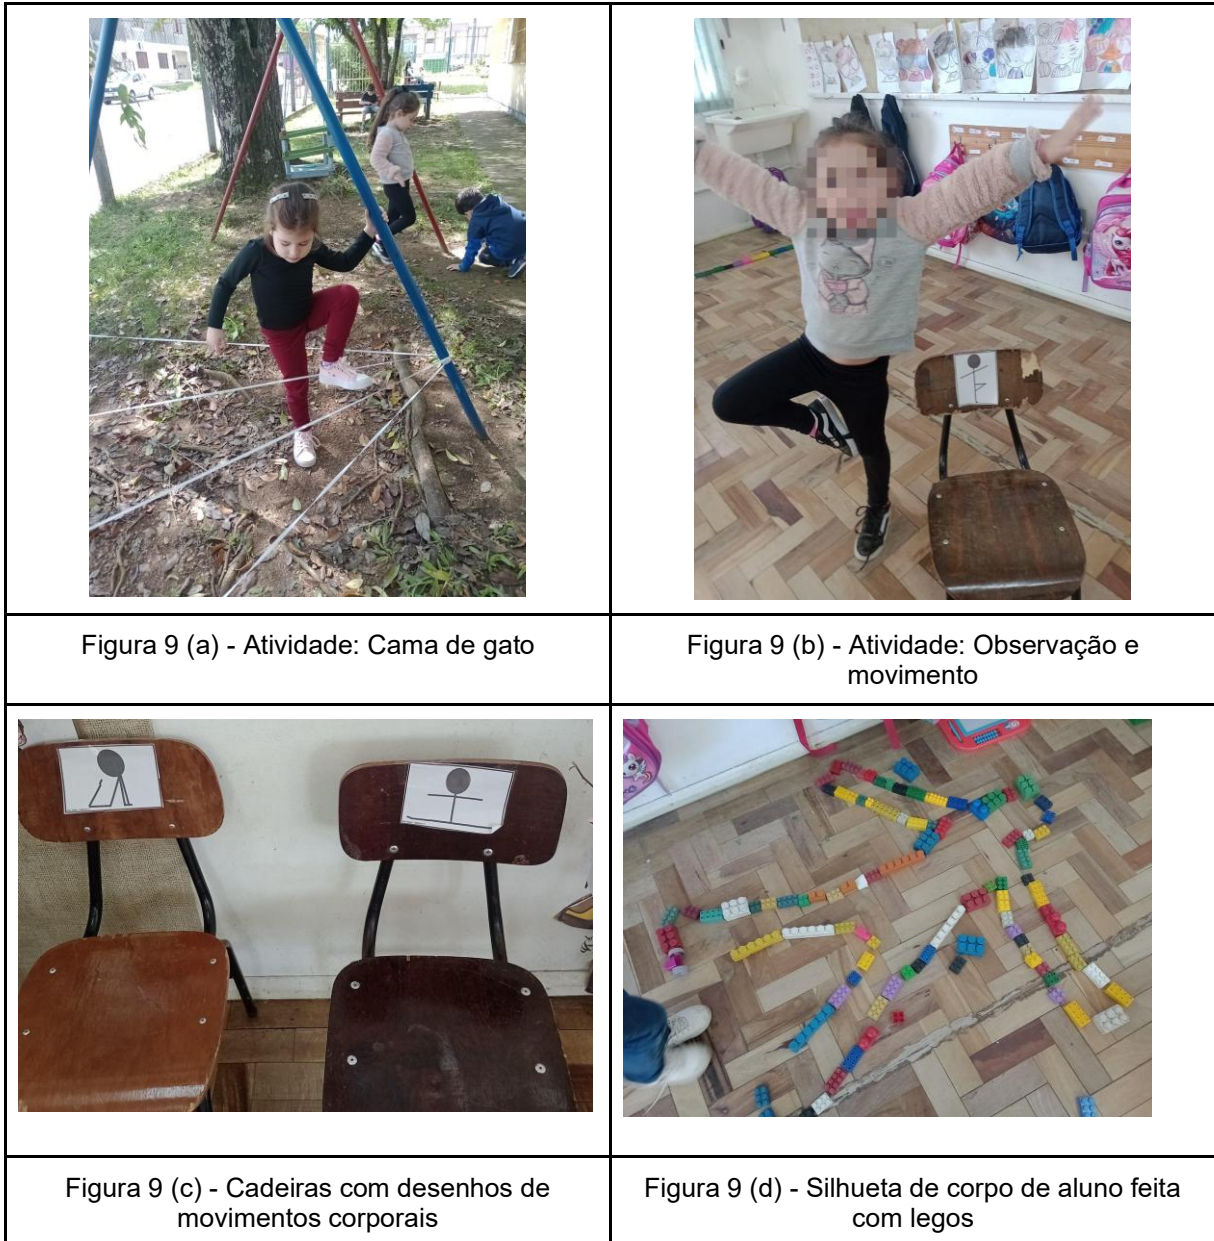 Figura 9 (a) - Atividade: Cama de gato
Figura 9 (b) - Atividade: Observação e
movimento
Figura 9 (c) - Cadeiras com desenhos de
movimentos corporais
Figura 9 (d) - Silhueta de corpo de aluno feita
com legos